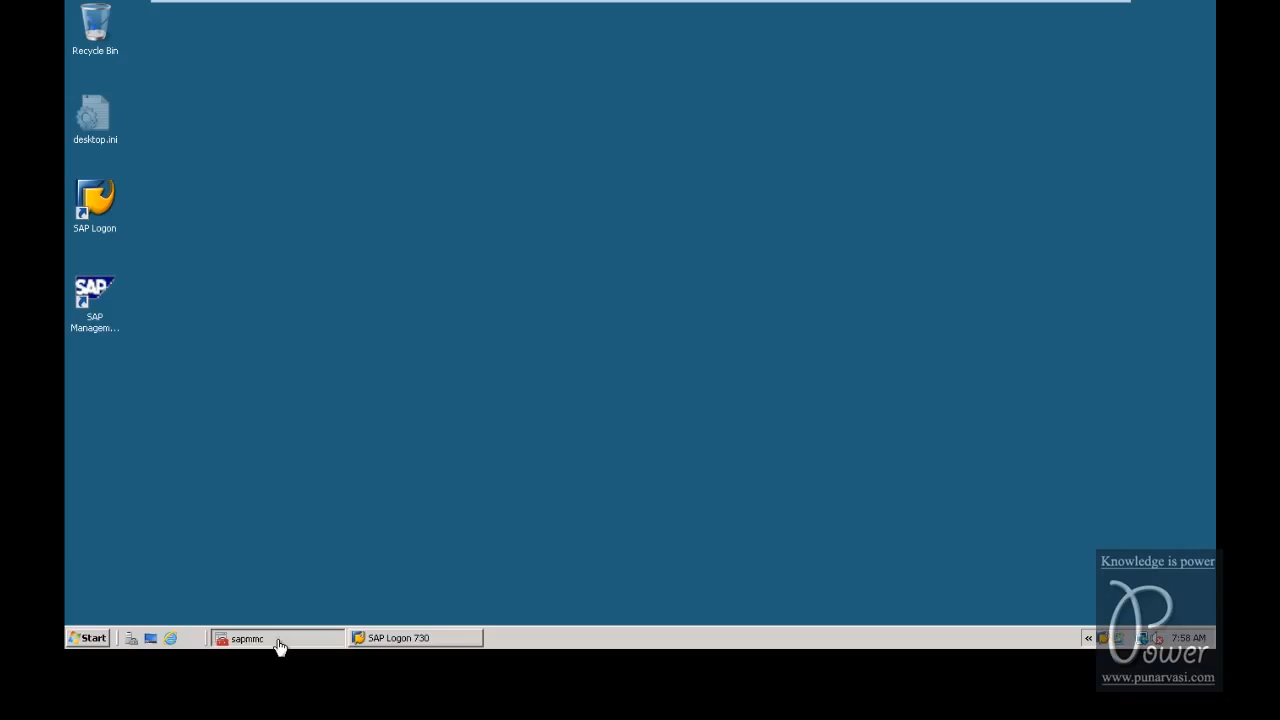 Recycle Bin
desktop.ini
SAP Logon
SAP
SAP
Managem...
Start
sapmmc
SAP Logon 730
«
7:58 AM
Knowledge is power
Power
www.punarvasi.com